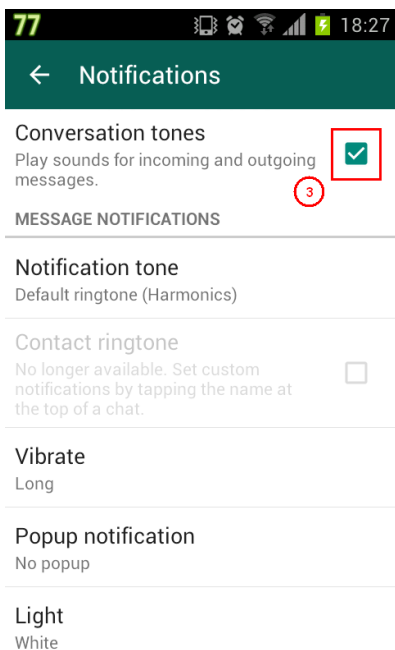 77 18:27
Notifications
Conversation tones
Play sounds for incoming and outgoing
messages.
3
MESSAGE NOTIFICATIONS
Notification tone
Default ringtone (Harmonics)
Contact ringtone
No longer available. Set custom
notifications by tapping the name at
the top of a chat.
Vibrate
Long
Popup notification
No popup
Light
White